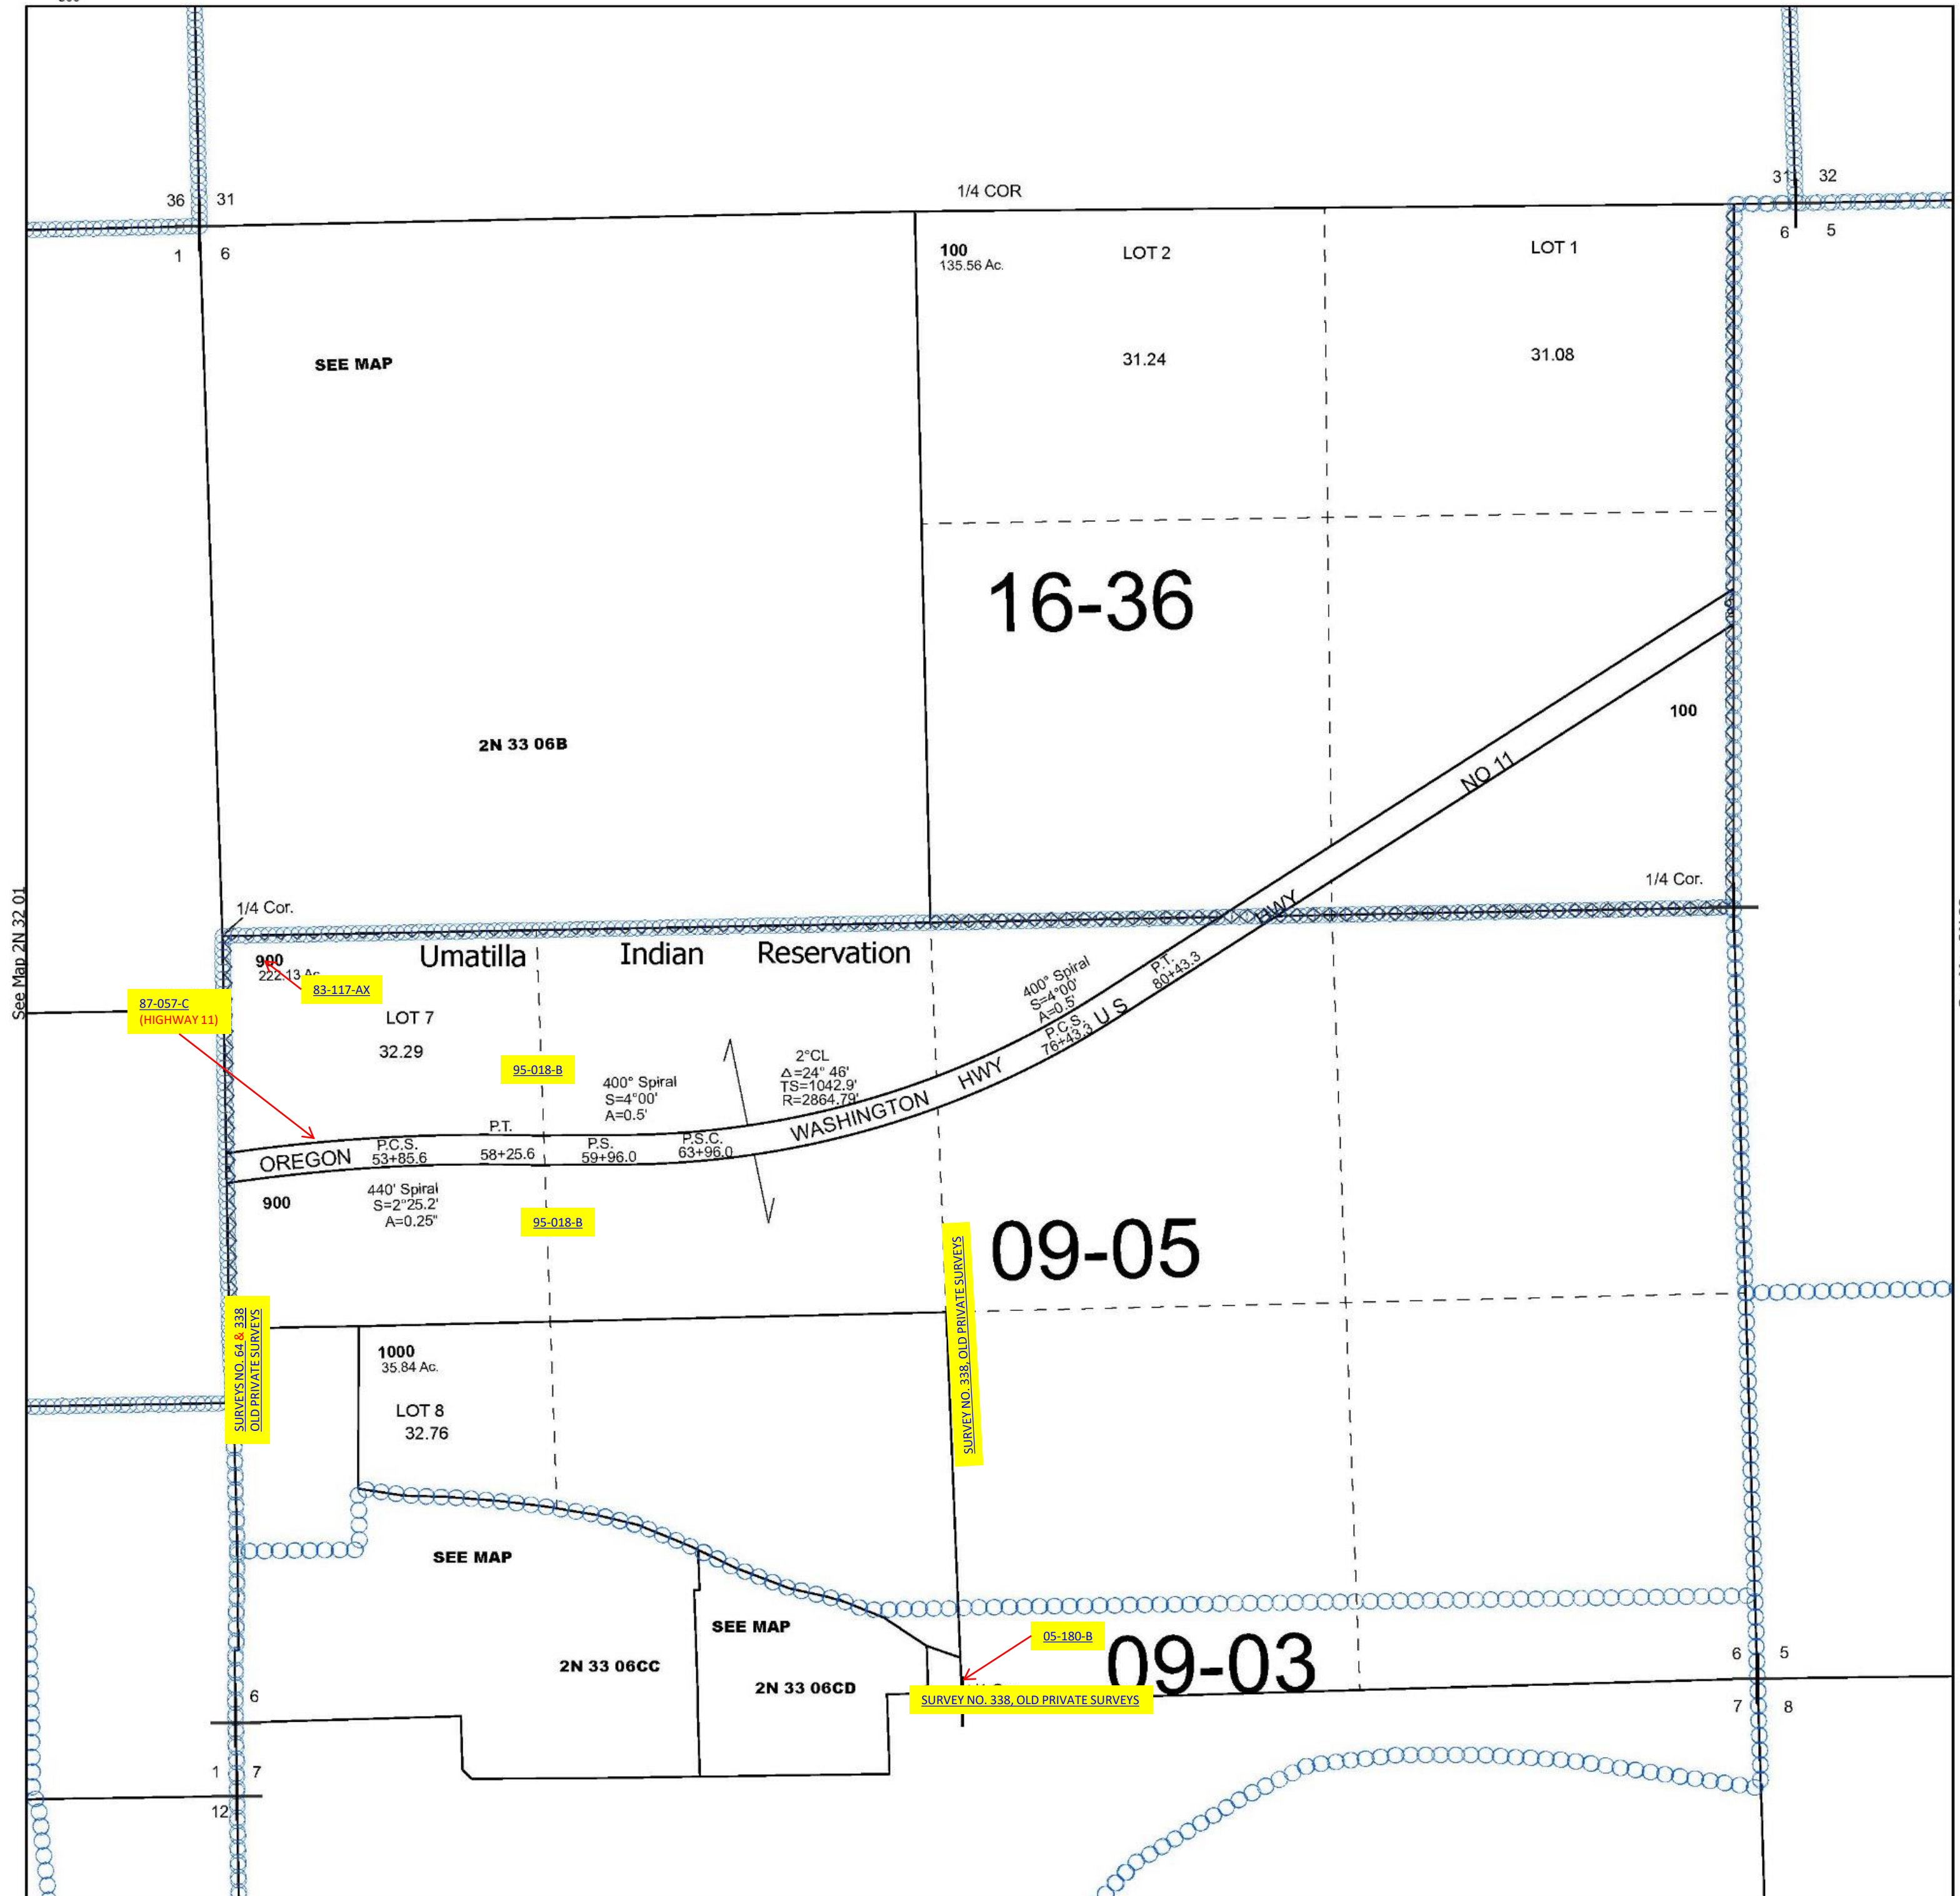 36 31
1 6
1/4 COR
31 32
6 5
100
135.56 Ac.
LOT 2
LOT 1
31.24
31.08
SEE MAP
16-36
2N 33 06B
100
NO 11
HWY
1/4 Cor.
1/4 Cor.
See Map 2N 32 01
Umatilla Indian Reservation
900
222.13 Ac.
83-117-AX
87-057-C
(HIGHWAY 11)
LOT 7
32.29
95-018-B
400° Spiral
S=4°00'
A=0.5'
2°CL
Δ=24° 46'
TS=1042.9'
R=2864.79'
400° Spiral
S=4°00'
A=0.5'
P.T.
80+43.3
P.C.S.
76+43.3
U S
HWY
WASHINGTON
OREGON
P.C.S.
53+85.6
P.T.
58+25.6
P.S.
59+96.0
P.S.C.
63+96.0
900
440' Spiral
S=2°25.2'
A=0.25"
95-018-B
09-05
SURVEYS NO. 64 & 338
OLD PRIVATE SURVEYS
SURVEY NO. 338, OLD PRIVATE SURVEYS
1000
35.84 Ac.
LOT 8
32.76
SEE MAP
SEE MAP
2N 33 06CC
2N 33 06CD
05-180-B
09-03
SURVEY NO. 338, OLD PRIVATE SURVEYS
6 5
7 8
6
1 7
12